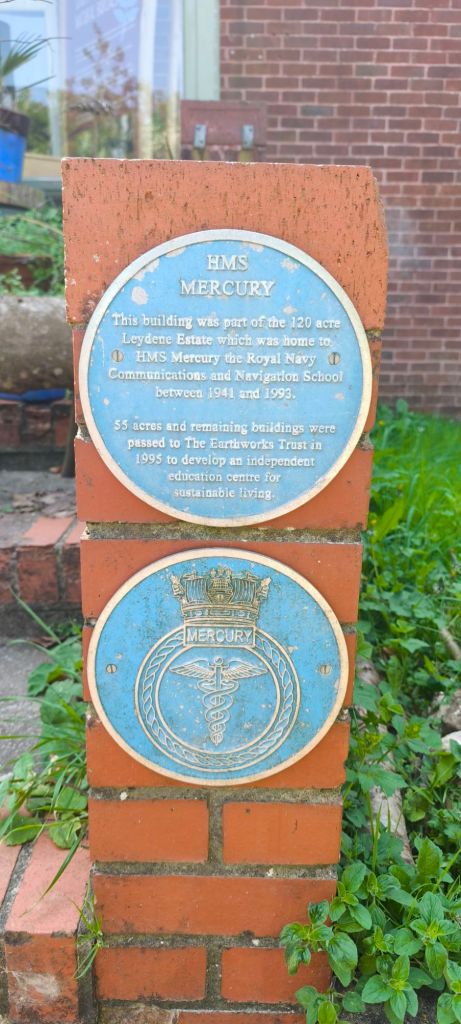 HMS
MERCURY
This building was part of the 120 acre
Leydene Estate which was home to
HMS Mercury the Royal Navy
Communications and Navigation School
between 1941 and 1993.
55 acres and remaining buildings were
passed to The Earthworks Trust in
1995 to develop an independent
education centre for
sustainable living.
MERCURY